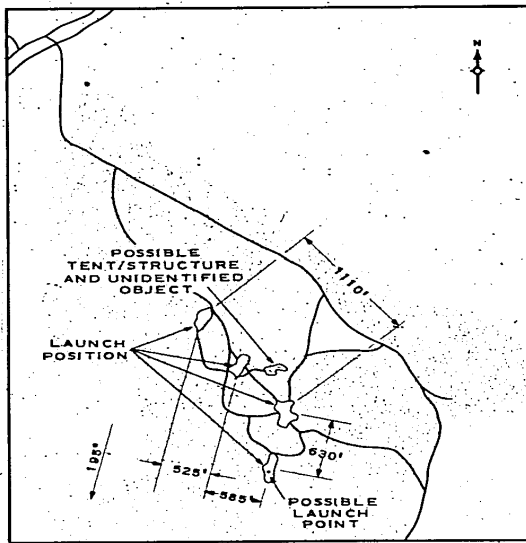 N
POSSIBLE
TENT/STRUCTURE
AND UNIDENTIFIED
OBJECT
1110'
LAUNCH
POSITION
195°
525'
585'
630'
POSSIBLE
LAUNCH
POINT